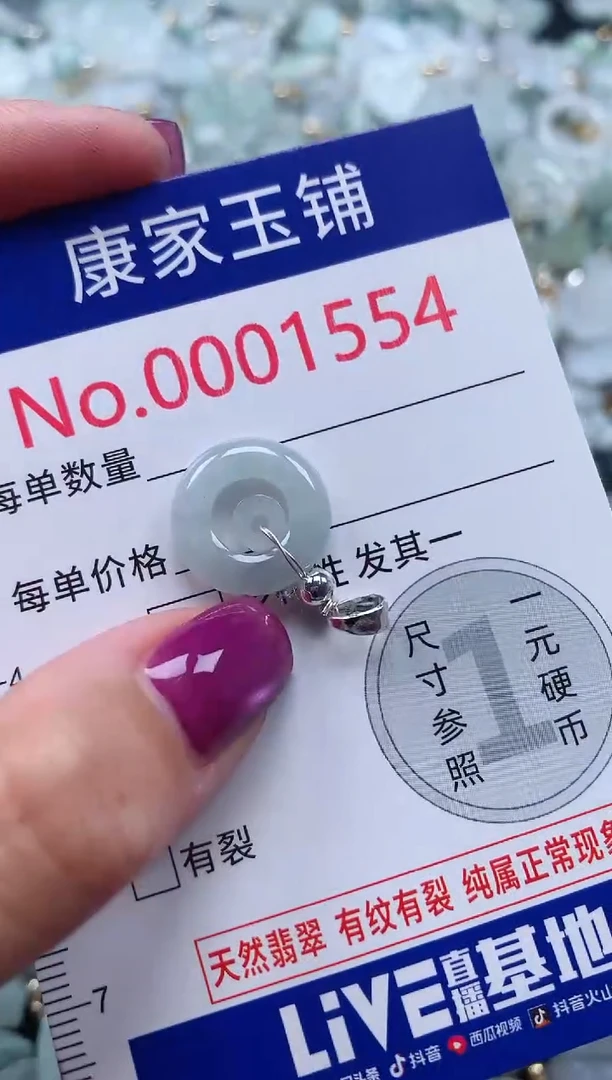 康家玉铺
No.0001554
每单数量
每单价格
性 发其一
一元硬币
尺寸参照
1
有裂
天然翡翠 有纹有裂 纯属正常现象
LiVE直播基地
头条 抖音 西瓜视频 抖音火山
7